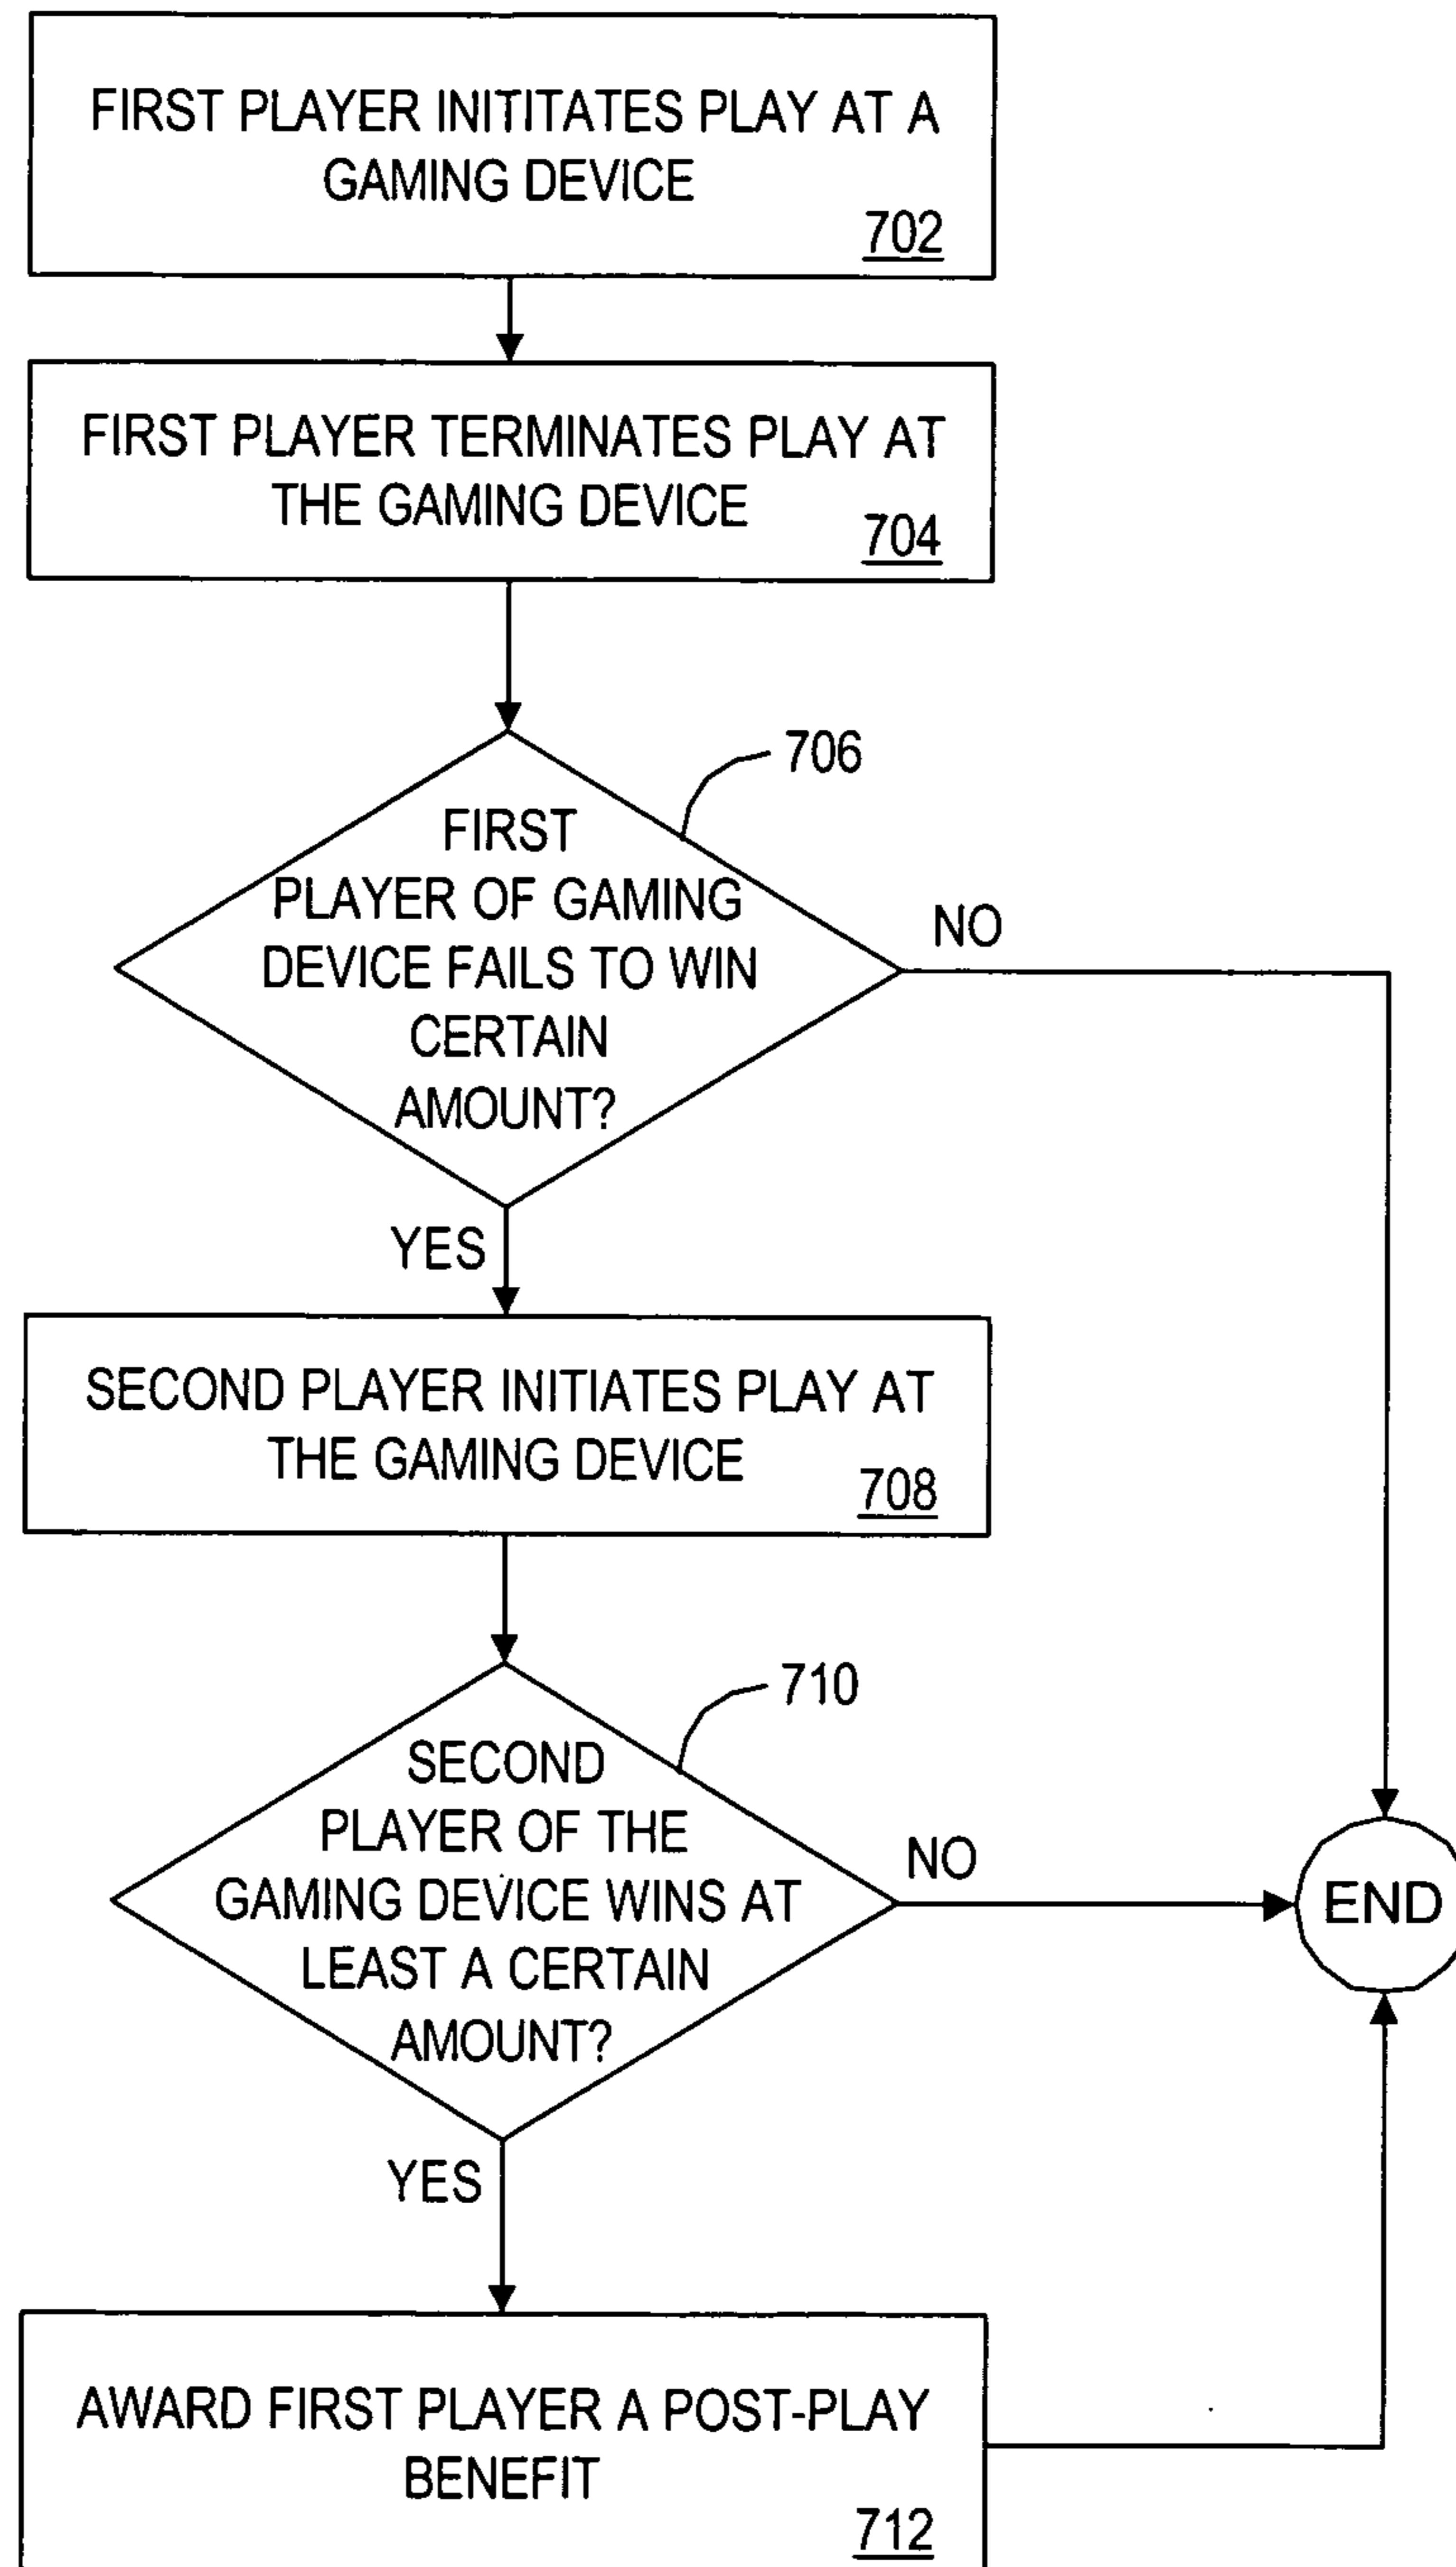 FIRST PLAYER INITITATES PLAY AT A
GAMING DEVICE
702
FIRST PLAYER TERMINATES PLAY AT
THE GAMING DEVICE
704
706
FIRST
PLAYER OF GAMING
DEVICE FAILS TO WIN
CERTAIN
AMOUNT?
NO
YES
SECOND PLAYER INITIATES PLAY AT
THE GAMING DEVICE
708
710
SECOND
PLAYER OF THE
GAMING DEVICE WINS AT
LEAST A CERTAIN
AMOUNT?
NO
END
YES
AWARD FIRST PLAYER A POST-PLAY
BENEFIT
712